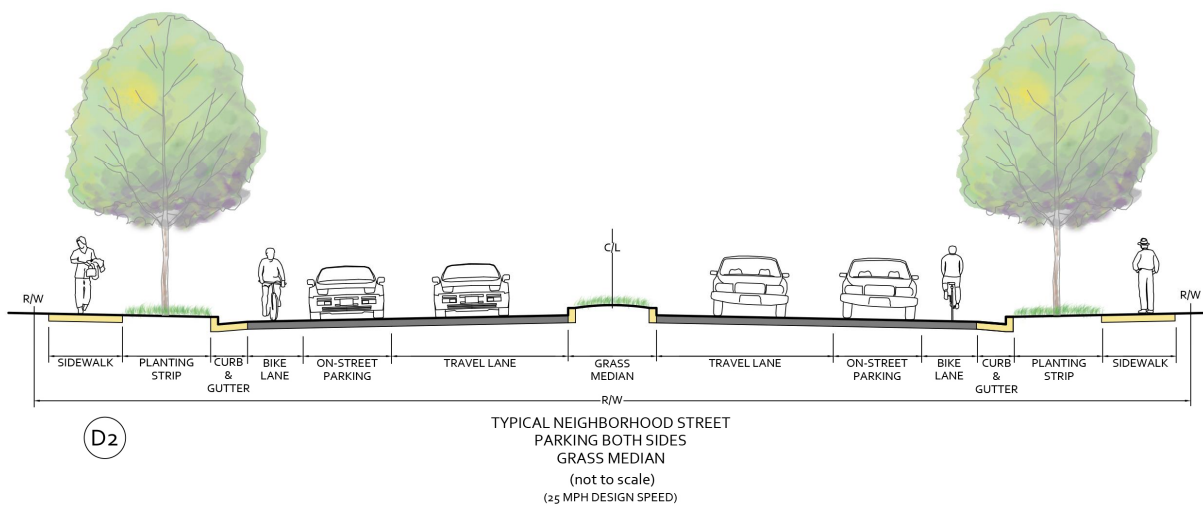 C/L
R/W
R/W
SIDEWALK
PLANTING
STRIP
CURB
&
GUTTER
BIKE
LANE
ON-STREET
PARKING
TRAVEL LANE
GRASS
MEDIAN
TRAVEL LANE
ON-STREET
PARKING
BIKE
LANE
CURB
&
GUTTER
PLANTING
STRIP
SIDEWALK
R/W
D2
TYPICAL NEIGHBORHOOD STREET
PARKING BOTH SIDES
GRASS MEDIAN
(not to scale)
(25 MPH DESIGN SPEED)